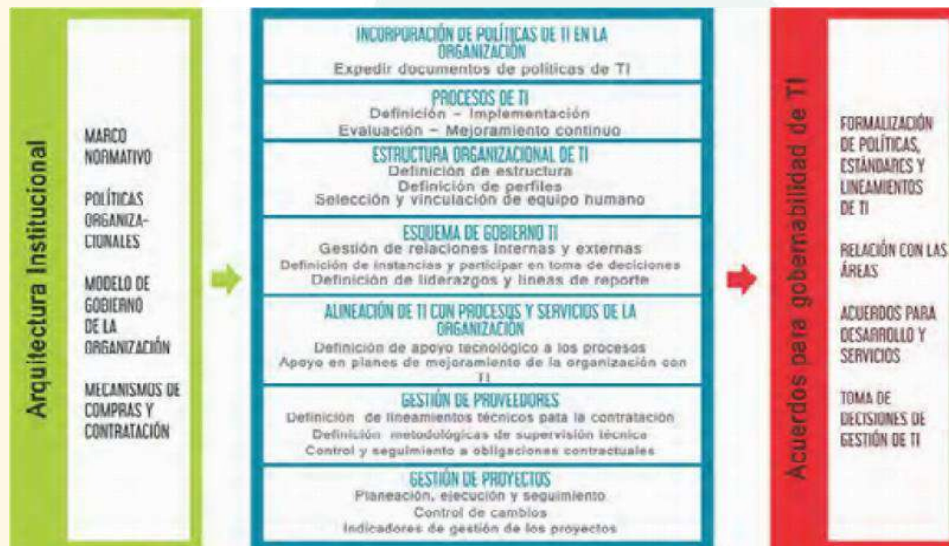 Arquitectura Institucional
MARCO
NORMATIVO
POLÍTICAS
ORGANIZA-
CIONALES
MODELO DE
GOBIERNO
DE LA
ORGANIZACIÓN
MECANISMOS DE
COMPRAS Y
CONTRATACIÓN
INCORPORACIÓN DE POLÍTICAS DE TI EN LA
ORGANIZACIÓN
Expedir documentos de políticas de TI
PROCESOS DE TI
Definición – Implementación
Evaluación – Mejoramiento continuo
ESTRUCTURA ORGANIZACIONAL DE TI
Definición de estructura
Definición de perfiles
Selección y vinculación de equipo humano
ESQUEMA DE GOBIERNO TI
Gestión de relaciones internas y externas
Definición de instancias y participar en toma de decisiones
Definición de liderazgos y líneas de reporte
ALINEACIÓN DE TI CON PROCESOS Y SERVICIOS DE LA
ORGANIZACIÓN
Definición de apoyo tecnológico a los procesos
Apoyo en planes de mejoramiento de la organización con
TI
GESTIÓN DE PROVEEDORES
Definición de lineamientos técnicos pata la contratación
Definición metodológicas de supervisión técnica
Control y seguimiento a obligaciones contractuales
GESTIÓN DE PROYECTOS
Planeación, ejecución y seguimiento
Control de cambios
Indicadores de gestión de los proyectos
Acuerdos para gobernabilidad de TI
FORMALIZACIÓN
DE POLÍTICAS,
ESTÁNDARES Y
LINEAMIENTOS
DE TI
RELACIÓN CON LAS
ÁREAS
ACUERDOS PARA
DESARROLLO Y
SERVICIOS
TOMA DE
DECISIONES DE
GESTIÓN DE TI